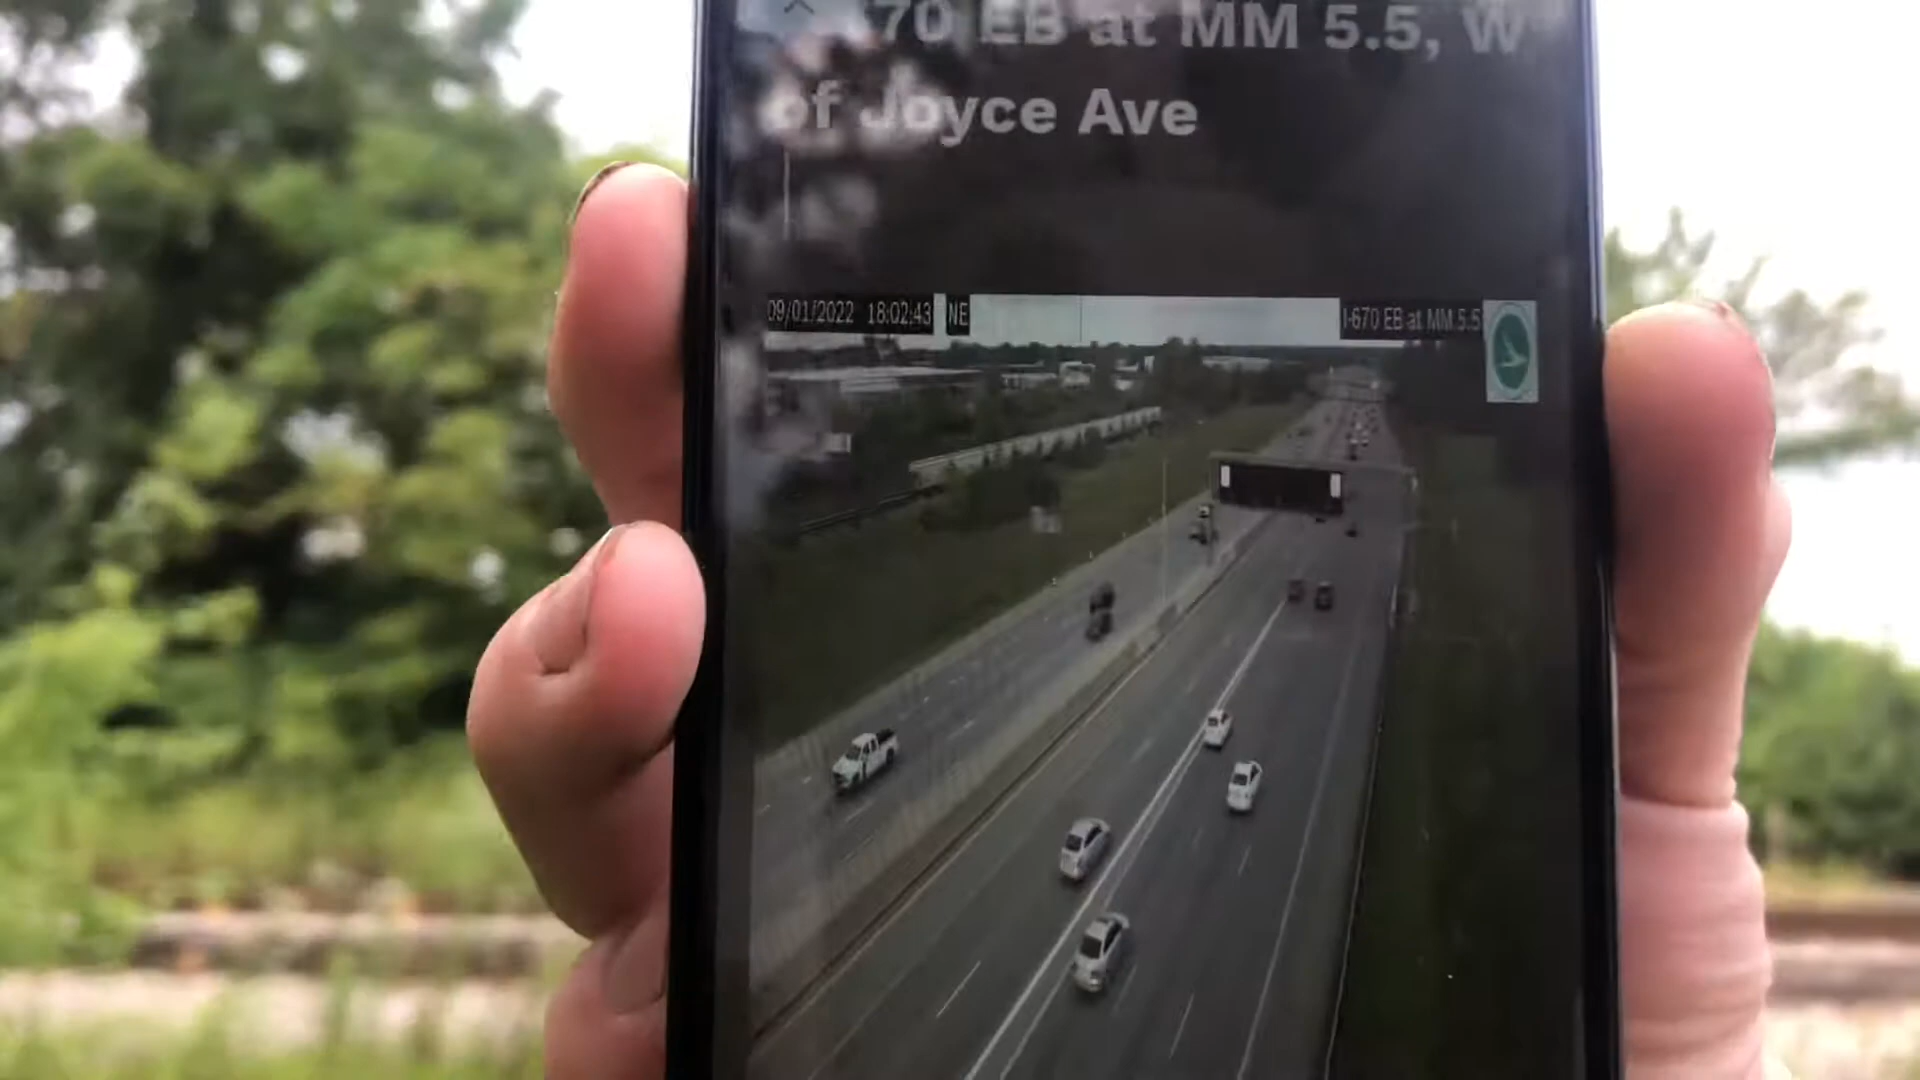 70 EB at MM 5.5, W
of Joyce Ave
09/01/2022 18:02:43 NE
I-670 EB at MM 5.5